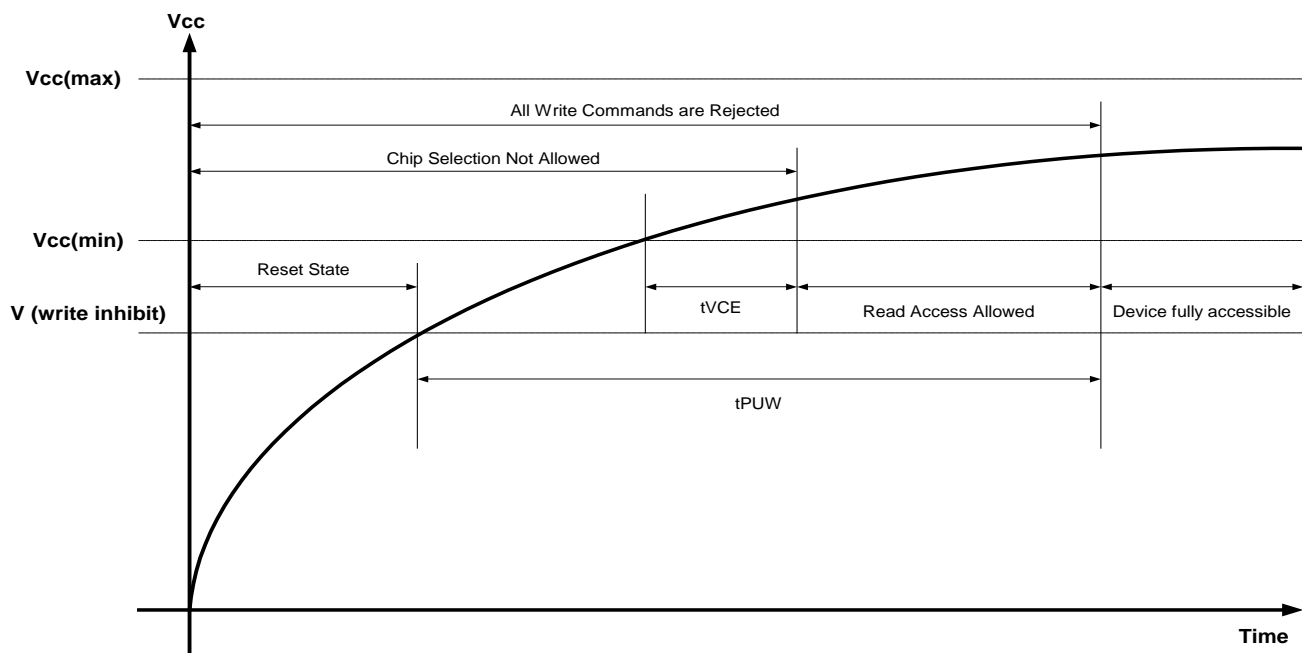 Vcc
Vcc(max)
All Write Commands are Rejected
Chip Selection Not Allowed
Vcc(min)
Reset State
V (write inhibit)
tVCE
Read Access Allowed
Device fully accessible
tPUW
Time